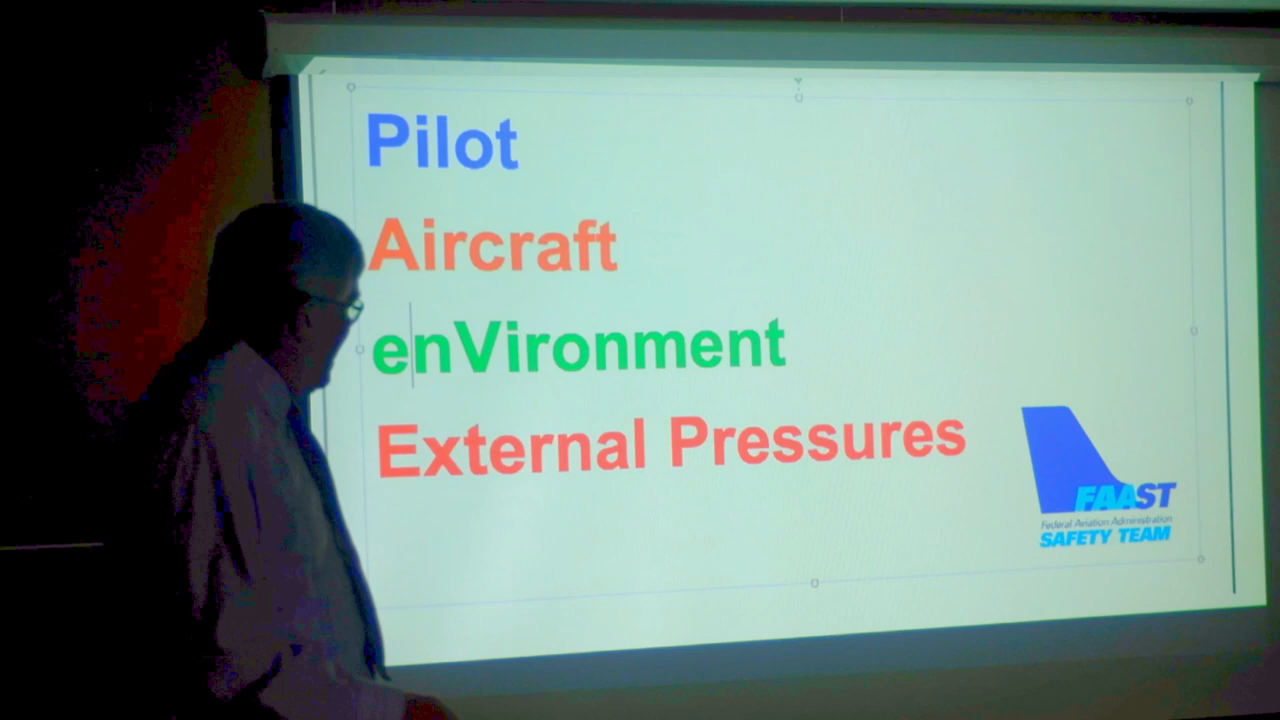 Pilot
Aircraft
enVironment
External Pressures
FAAST
Federal Aviation Administration
SAFETY TEAM